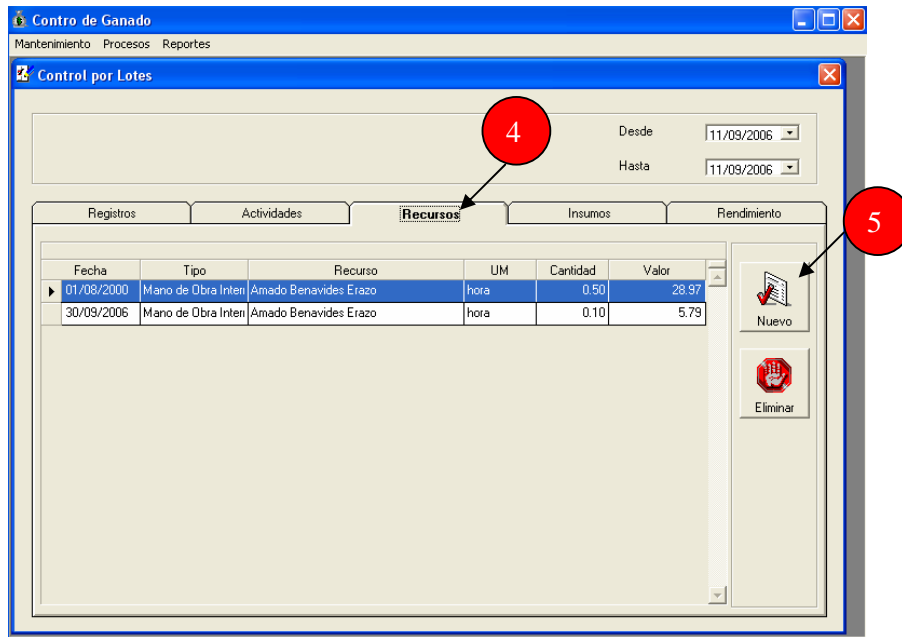 Contro de Ganado
Mantenimiento Procesos Reportes
Control por Lotes
4
Desde 11/09/2006
Hasta 11/09/2006
5
Registros Actividades Recursos Insumos Rendimiento
Fecha Tipo Recurso UM Cantidad Valor
01/08/2000 Mano de Obra Intern Amado Benavides Erazo hora 0.50 28.97
30/09/2006 Mano de Obra Intern Amado Benavides Erazo hora 0.10 5.79
Nuevo
Eliminar